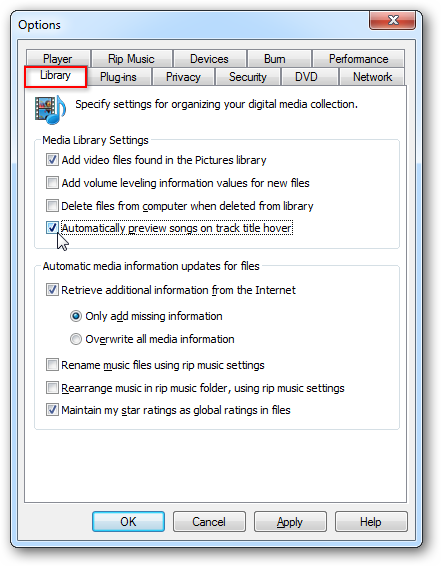 Options
Player Rip Music Devices Burn Performance
Library Plug-ins Privacy Security DVD Network
Specify settings for organizing your digital media collection.
Media Library Settings
Add video files found in the Pictures library
Add volume leveling information values for new files
Delete files from computer when deleted from library
Automatically preview songs on track title hover
Automatic media information updates for files
Retrieve additional information from the Internet
Only add missing information
Overwrite all media information
Rename music files using rip music settings
Rearrange music in rip music folder, using rip music settings
Maintain my star ratings as global ratings in files
OK Cancel Apply Help